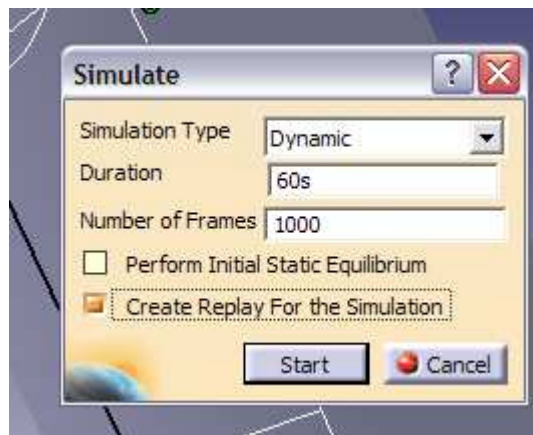 Simulate
?
Simulation Type Dynamic
Duration 60s
Number of Frames 1000
Perform Initial Static Equilibrium
Create Replay For the Simulation
Start Cancel